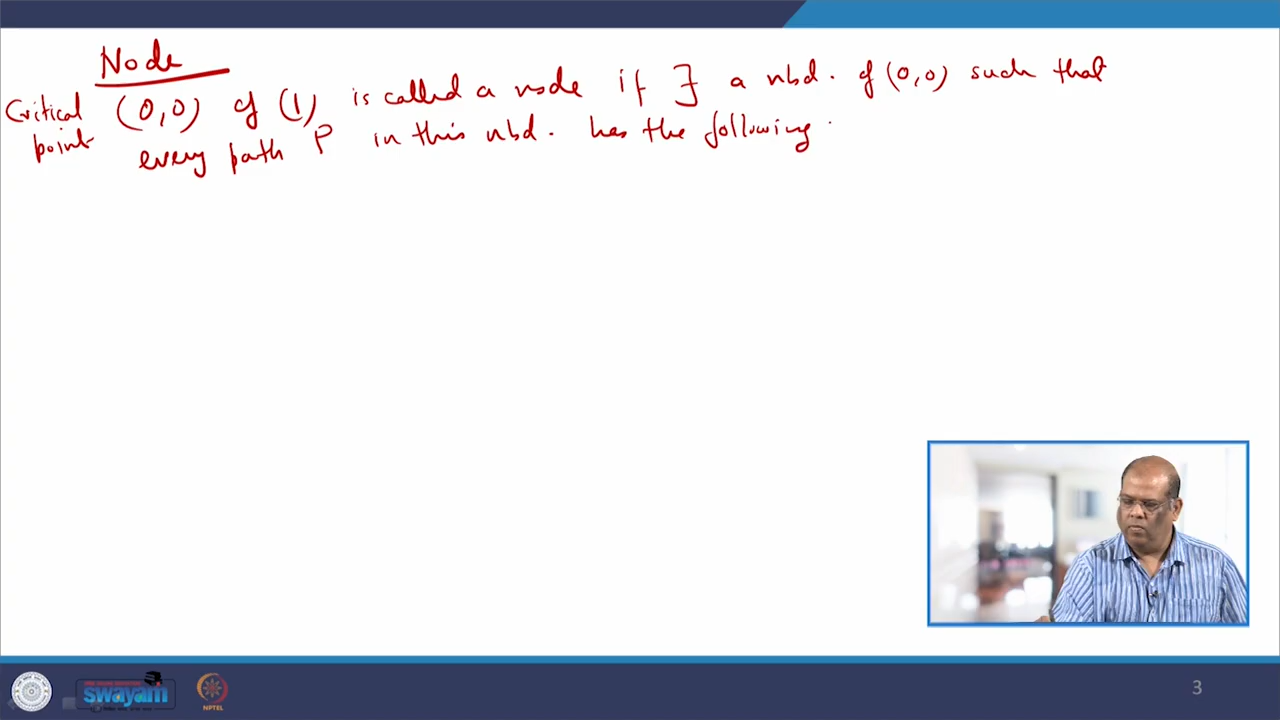 Node
Critical point (0,0) of (1) is called a node if ∃ a nbd. of (0,0) such that
every path P in this nbd. has the following.
swayam
NPTEL
3